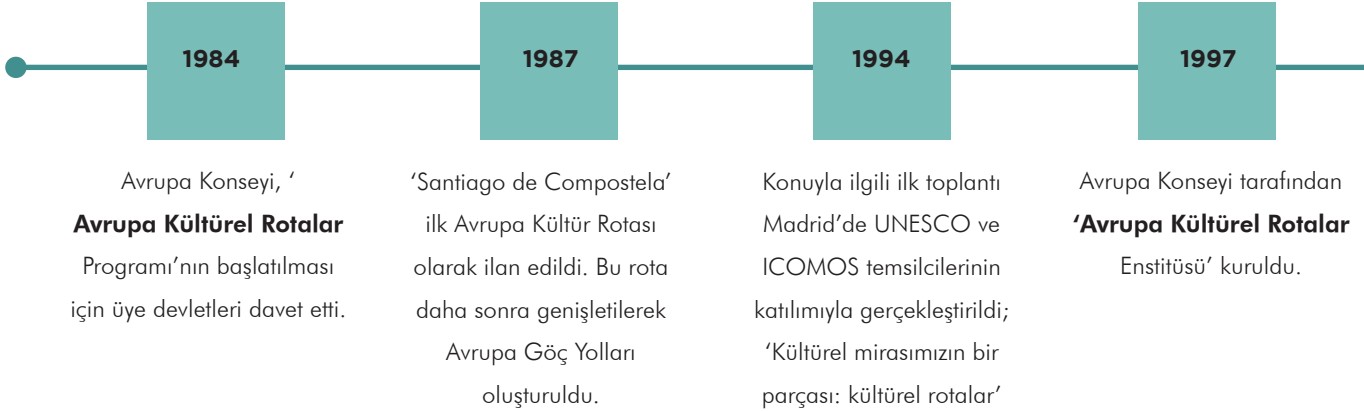 1984
Avrupa Konseyi, ‘
Avrupa Kültürel Rotalar
Programı’nın başlatılması
için üye devletleri davet etti.
1987
‘Santiago de Compostela’
ilk Avrupa Kültür Rotası
olarak ilan edildi. Bu rota
daha sonra genişletilerek
Avrupa Göç Yolları
oluşturuldu.
1994
Konuyla ilgili ilk toplantı
Madrid’de UNESCO ve
ICOMOS temsilcilerinin
katılımıyla gerçekleştirildi;
‘Kültürel mirasımızın bir
parçası: kültürel rotalar’
1997
Avrupa Konseyi tarafından
‘Avrupa Kültürel Rotalar
Enstitüsü’ kuruldu.